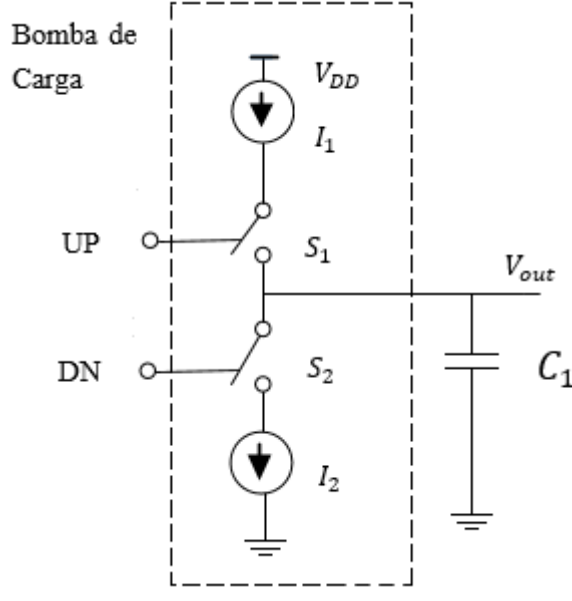 Bomba de
Carga
V_DD
I_1
UP
S_1
V_out
DN
S_2
C_1
I_2